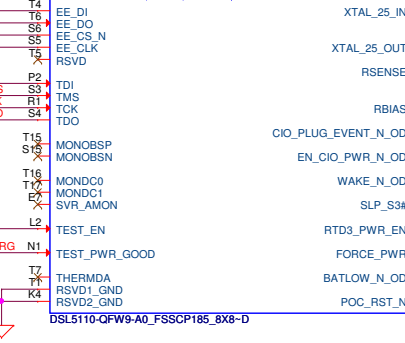 T4 EE_DI XTAL_25_IN
T6 EE_DO
S6 EE_CS_N
S5 EE_CLK XTAL_25_OUT
T5 RSVD
RSENSE
P2 TDI
S3 TMS
R1 TCK RBIAS
S4 TDO
CIO_PLUG_EVENT_N_OD
T15 MONOBSP
S15 MONOBSN EN_CIO_PWR_N_OD
T16 MONDC0 WAKE_N_OD
T17 MONDC1
E7 SVR_AMON SLP_S3#
L2 TEST_EN RTD3_PWR_EN
RG N1 TEST_PWR_GOOD FORCE_PWR
T7 THERMDA BATLOW_N_OD
T1 RSVD1_GND
K4 RSVD2_GND POC_RST_N
DSL5110-QFW9-A0_FSSCP185_8X8~D